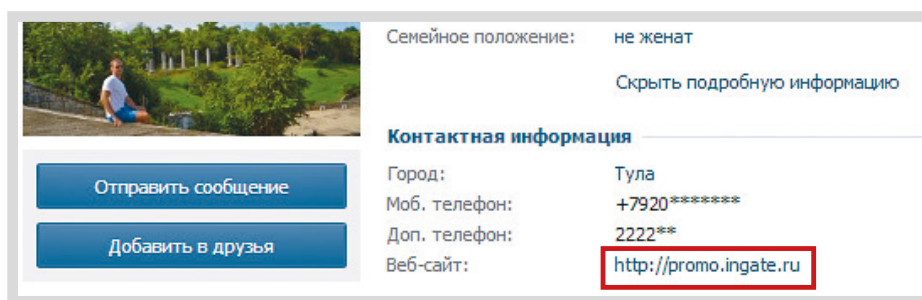 Семейное положение: не женат
Скрыть подробную информацию
Контактная информация
Отправить сообщение
Добавить в друзья
Город: Тула
Моб. телефон: +7920*******
Доп. телефон: 2222**
Веб-сайт: http://promo.ingate.ru